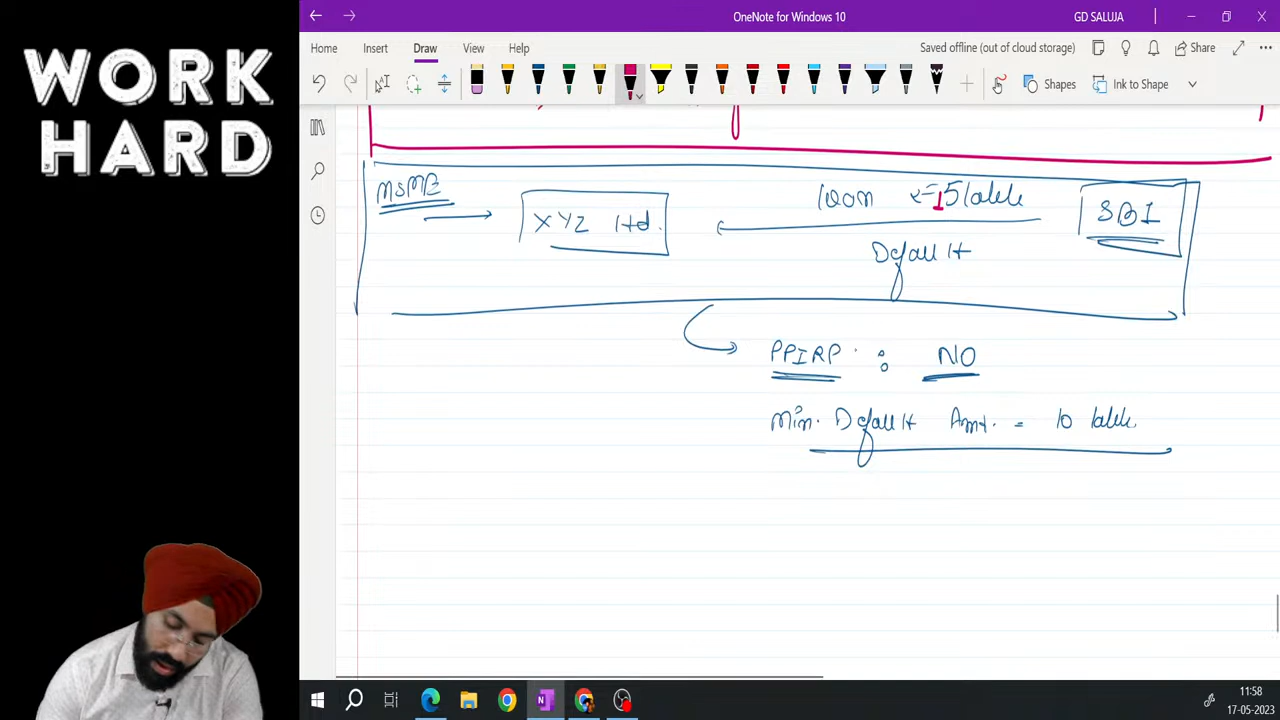 OneNote for Windows 10
GD SALUJA
WORK
HARD
Home Insert Draw View Help
Saved offline (out of cloud storage)
Share
Shapes
Ink to Shape
MSME
XYZ Ltd.
loan = 15 lakh
SBI
Default
PPIRP : NO
Min. Default Amt. = 10 lakh.
11:58
17-05-2023